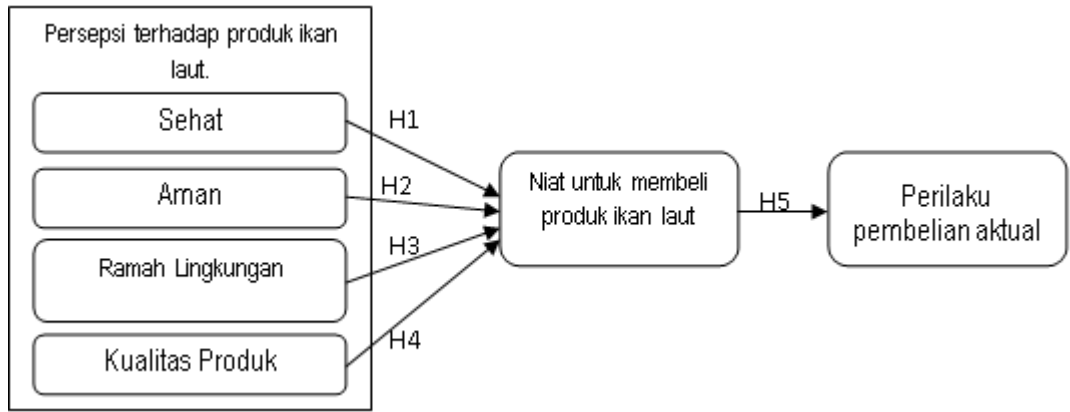 Persepsi terhadap produk ikan
laut.
Sehat
Aman
Ramah Lingkungan
Kualitas Produk
H1
H2
H3
H4
Niat untuk membeli
produk ikan laut
H5
Perilaku
pembelian aktual